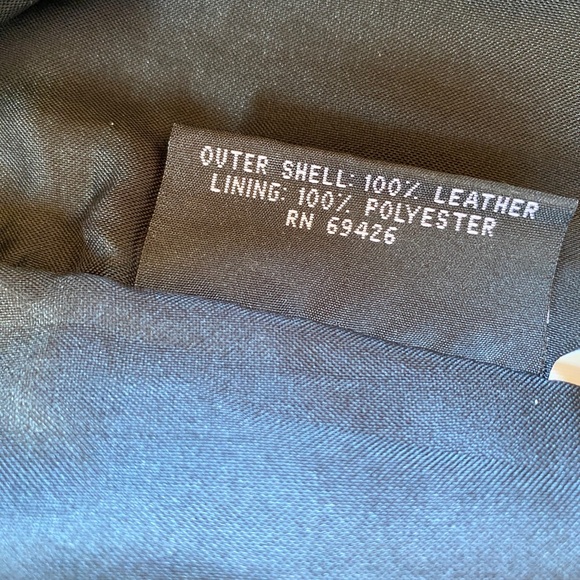 OUTER SHELL: 100% LEATHER
LINING: 100% POLYESTER
RN 69426